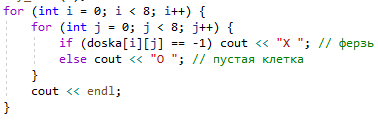 for (int i = 0; i < 8; i++) {
for (int j = 0; j < 8; j++) {
if (doska[i][j] == -1) cout << "X "; // ферзь
else cout << "O "; // пустая клетка
}
cout << endl;
}